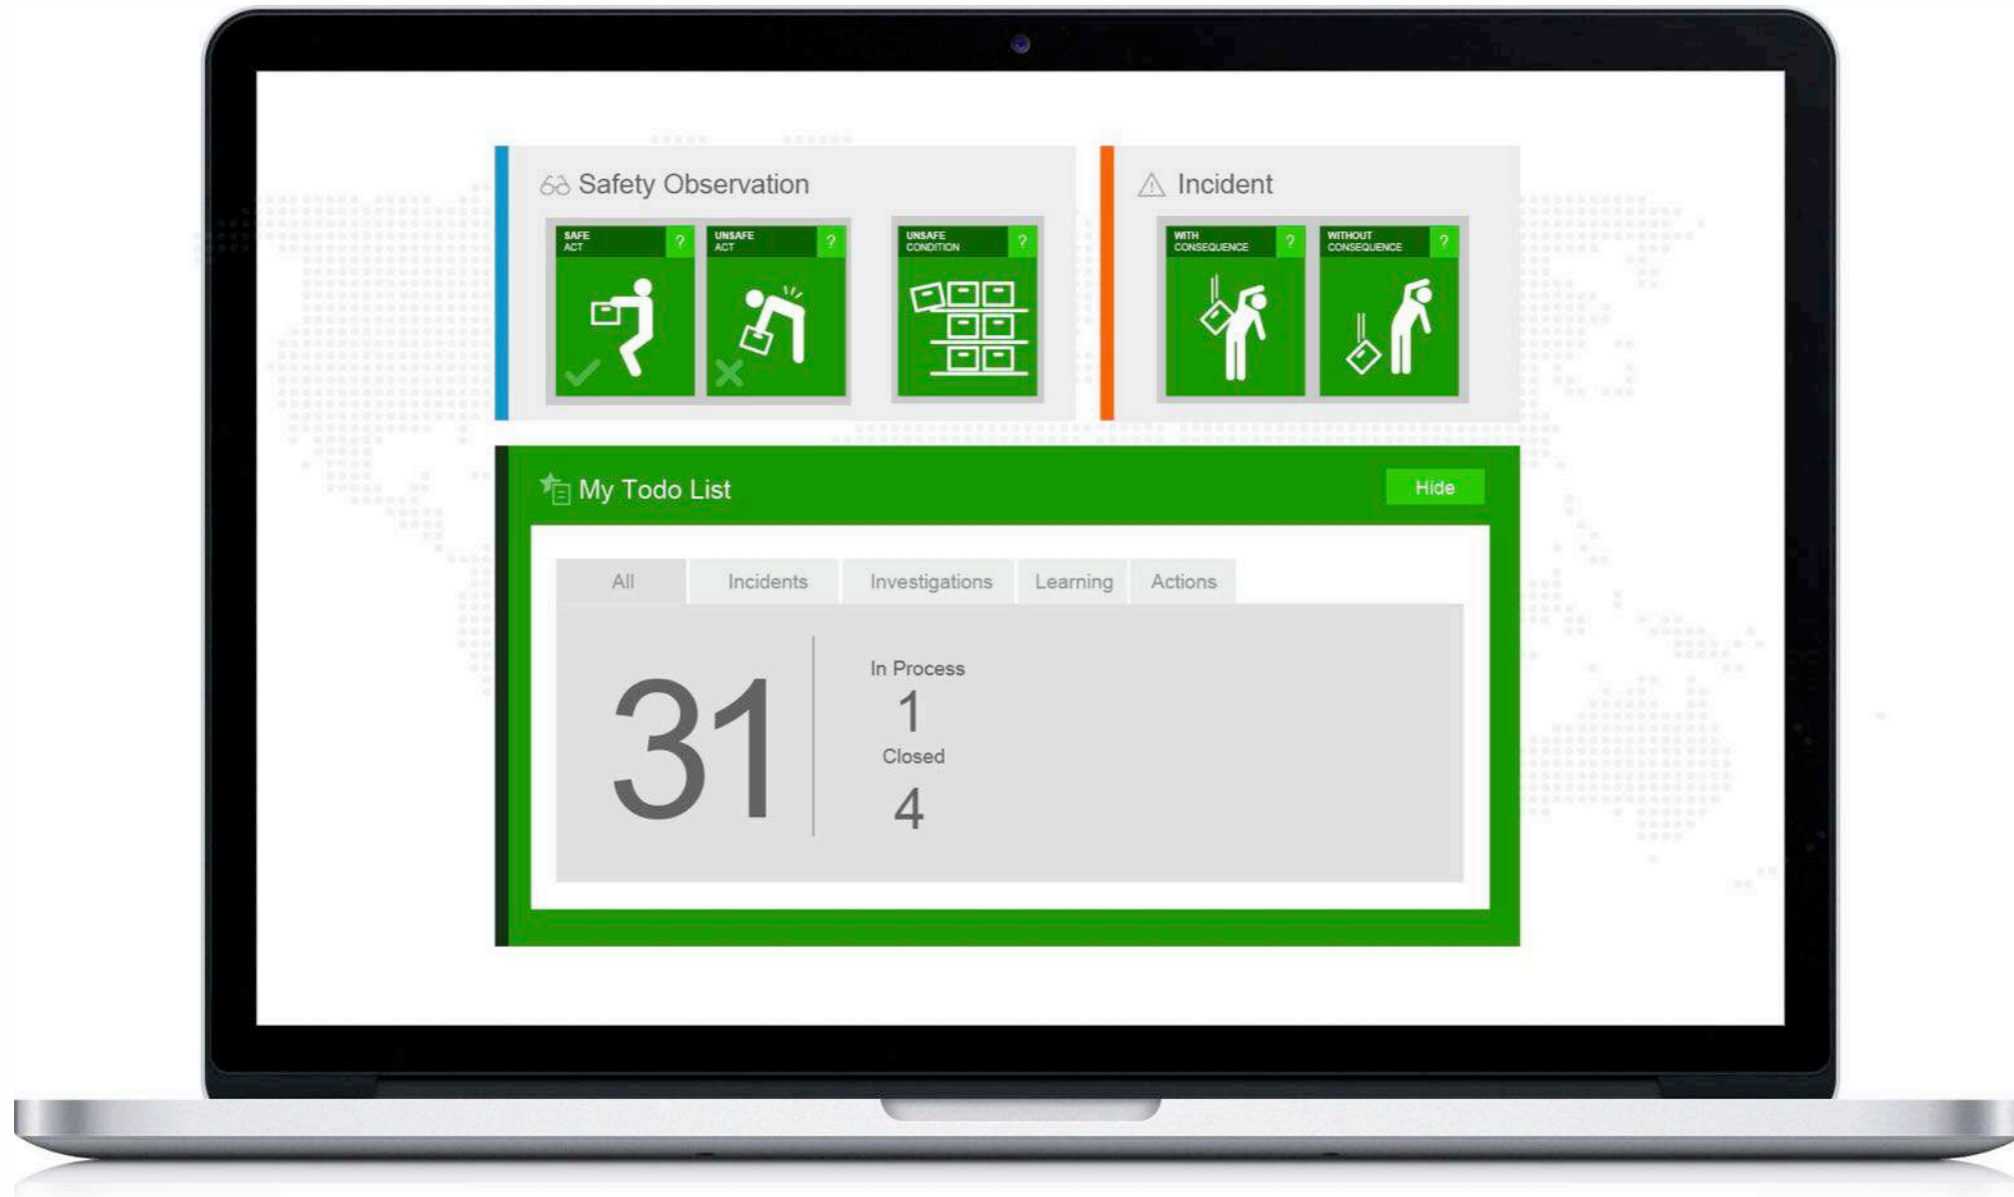 Safety Observation
SAFE
ACT
?
UNSAFE
ACT
?
UNSAFE
CONDITION
?
Incident
WITH
CONSEQUENCE
?
WITHOUT
CONSEQUENCE
?
My Todo List
Hide
All Incidents Investigations Learning Actions
31
In Process
1
Closed
4